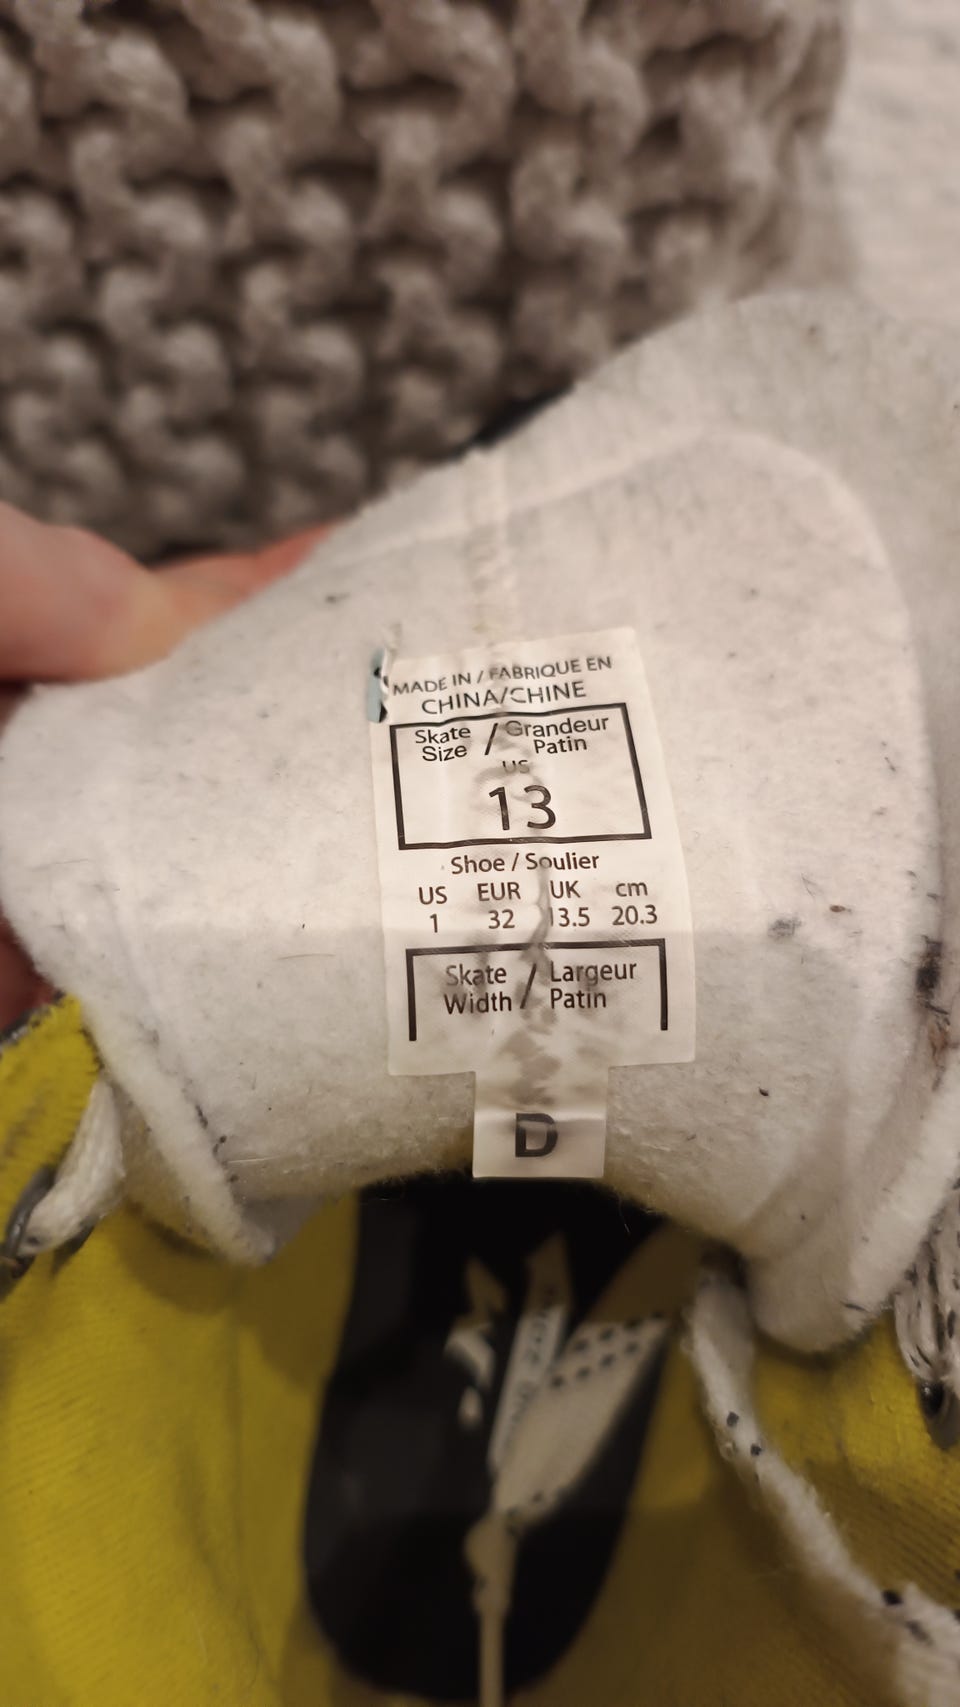 MADE IN / FABRIQUE EN
CHINA/CHINE
Skate Size / Grandeur Patin
US
13
Shoe / Soulier
US EUR UK cm
1 32 13.5 20.3
Skate Width / Largeur Patin
D